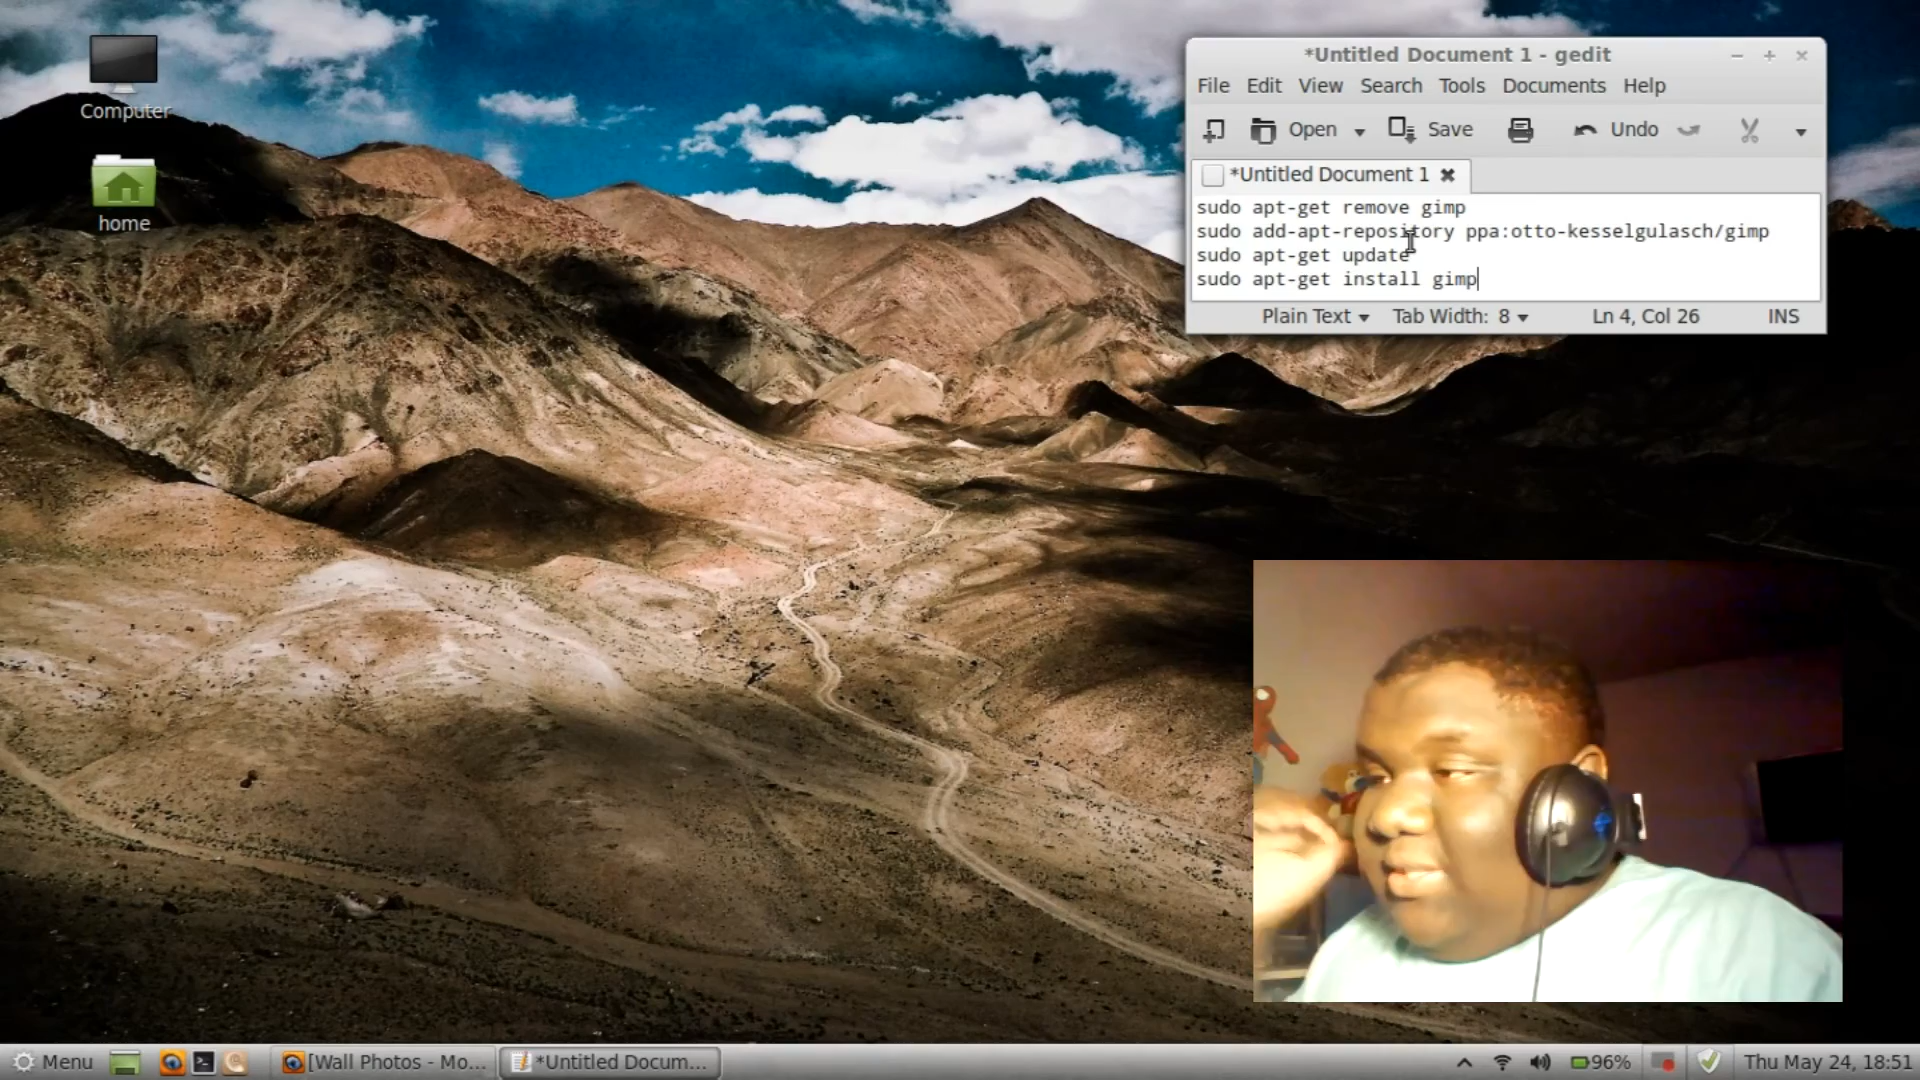 Computer
home
*Untitled Document 1 - gedit
File Edit View Search Tools Documents Help
Open Save Undo
*Untitled Document 1
sudo apt-get remove gimp
sudo add-apt-repository ppa:otto-kesselgulasch/gimp
sudo apt-get update
sudo apt-get install gimp
Plain Text Tab Width: 8 Ln 4, Col 26 INS
Menu [Wall Photos - Mo... *Untitled Docum... 96% Thu May 24, 18:51